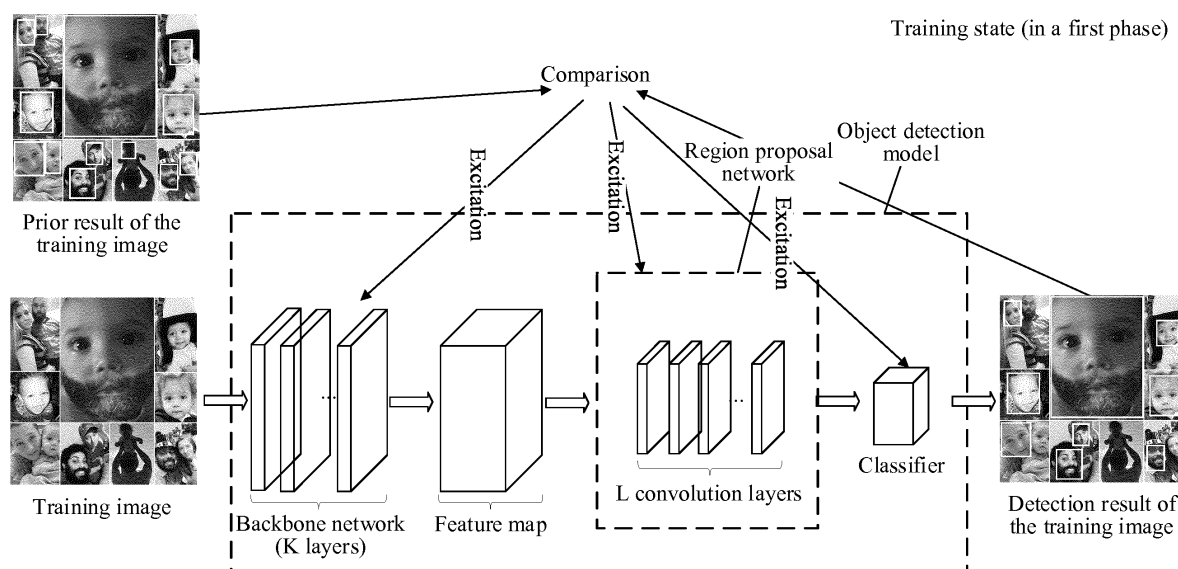 Training state (in a first phase)
Comparison
Object detection
model
Region proposal
network
Excitation
Excitation
Excitation
Prior result of the
training image
Training image
...
...
Backbone network
(K layers)
Feature map
L convolution layers
Classifier
Detection result of
the training image